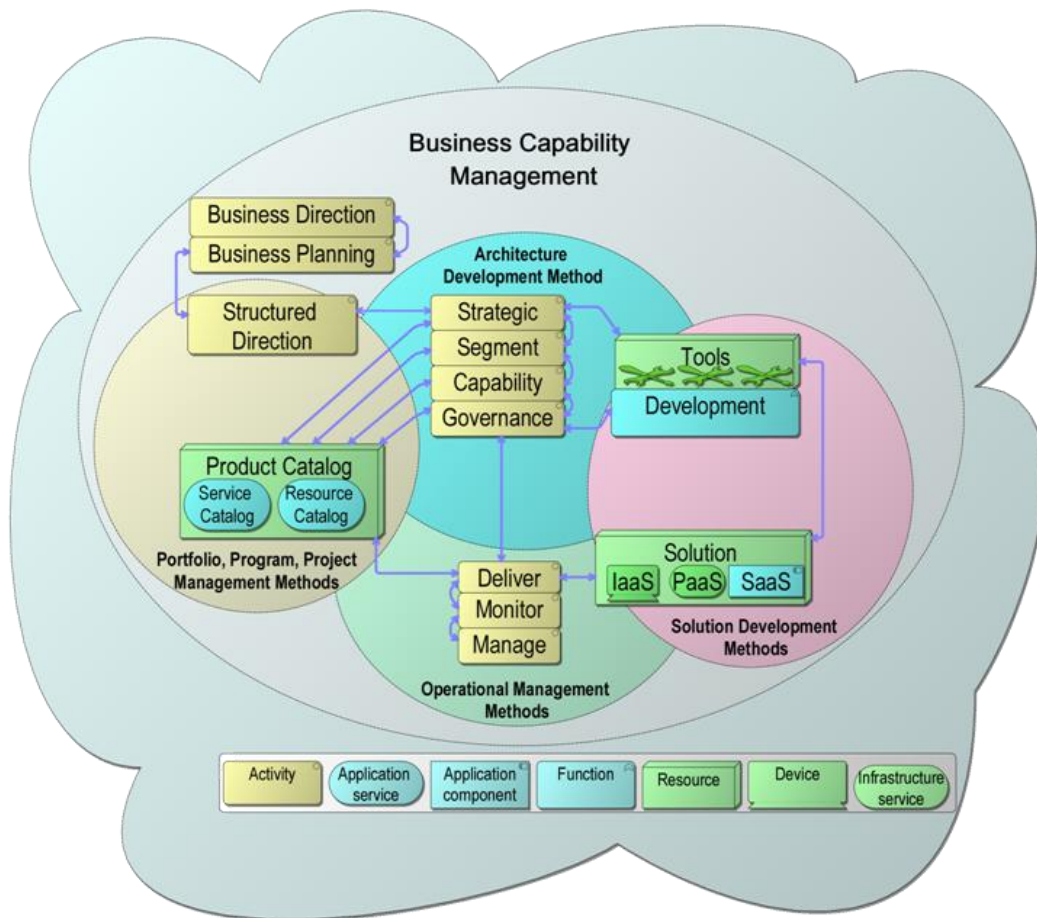 Business Capability
Management
Business Direction
Business Planning
Architecture
Development Method
Structured
Direction
Strategic
Segment
Capability
Governance
Tools
Development
Product Catalog
Service
Catalog
Resource
Catalog
Portfolio, Program, Project
Management Methods
Deliver
Monitor
Manage
Solution
IaaS
PaaS
SaaS
Solution Development
Methods
Operational Management
Methods
Activity
Application
service
Application
component
Function
Resource
Device
Infrastructure
service